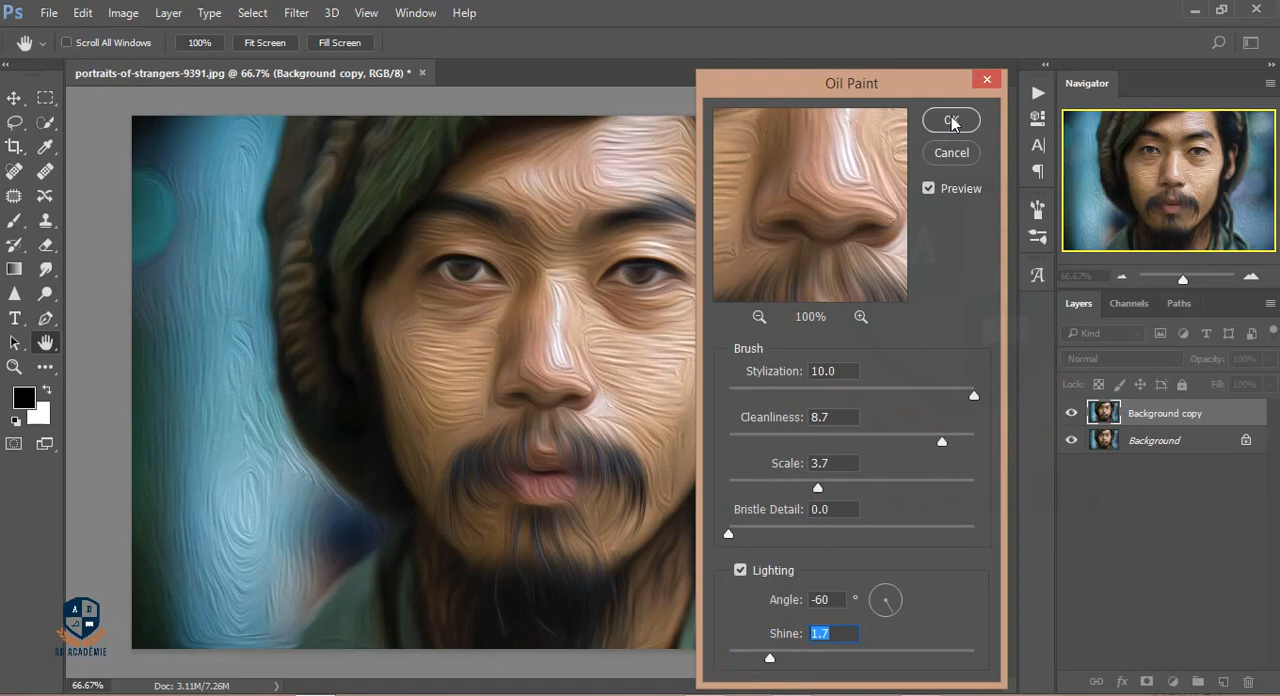 Ps File Edit Image Layer Type Select Filter 3D View Window Help
Scroll All Windows 100% Fit Screen Fill Screen
portraits-of-strangers-9391.jpg @ 66.7% (Background copy, RGB/8) *
Oil Paint
OK
Cancel
Preview
100%
Brush
Stylization: 10.0
Cleanliness: 8.7
Scale: 3.7
Bristle Detail: 0.0
Lighting
Angle: -60 °
Shine: 1.7
Navigator
66.67%
Layers Channels Paths
Kind
Normal Opacity: 100%
Lock: Fill: 100%
Background copy
Background
A D
AD ACADÉMIE
66.67% Doc: 3.11M/7.26M